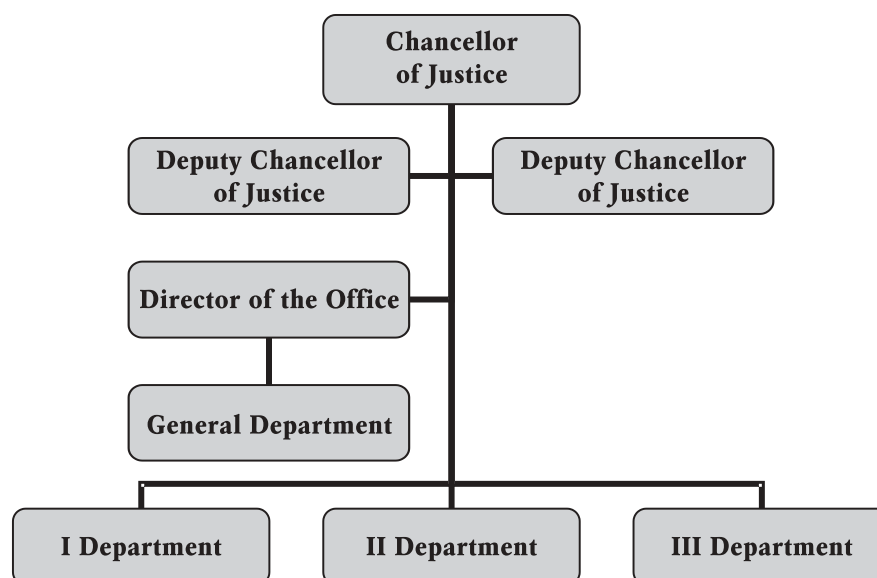 Chancellor
of Justice
Deputy Chancellor
of Justice
Deputy Chancellor
of Justice
Director of the Office
General Department
I Department
II Department
III Department